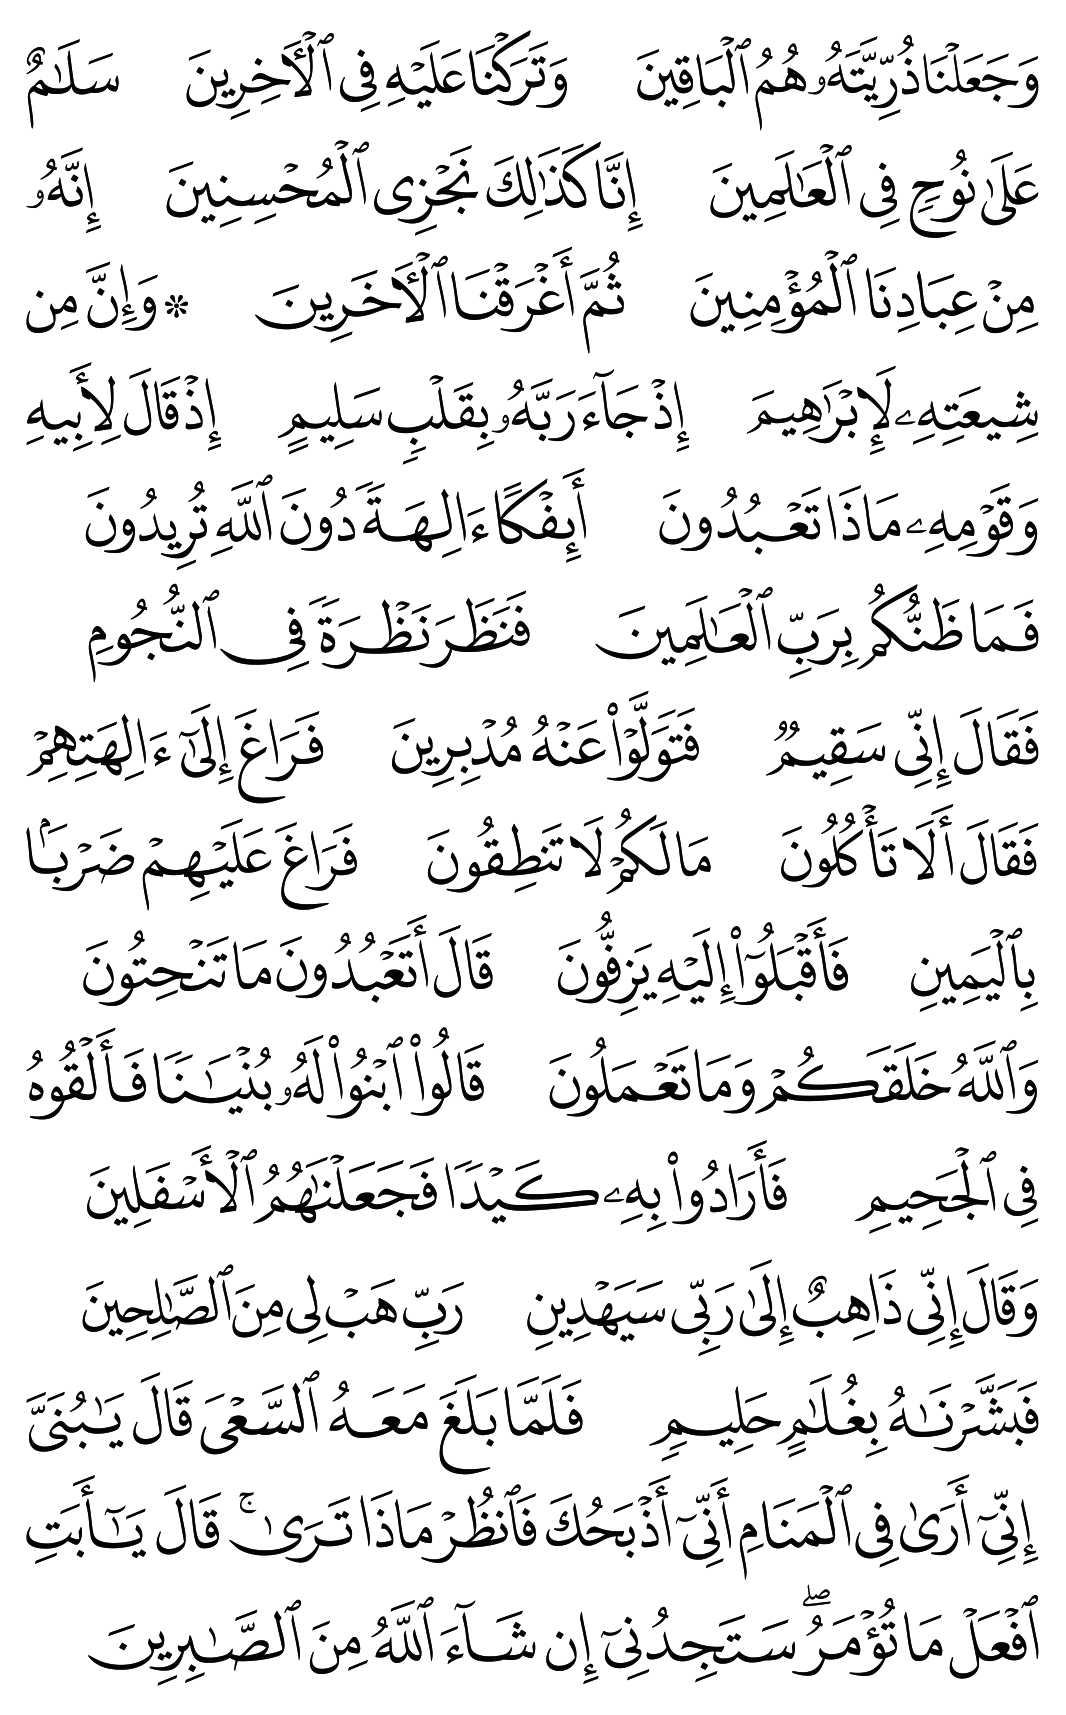 وَجَعَلْنَا ذُرِّيَّتَهُۥ هُمُ ٱلْبَاقِينَ وَتَرَكْنَا عَلَيْهِ فِى ٱلْأَخِرِينَ سَلَٰمٌ
عَلَىٰ نُوحٍ فِى ٱلْعَٰلَمِينَ إِنَّا كَذَٰلِكَ نَجْزِى ٱلْمُحْسِنِينَ إِنَّهُۥ
مِنْ عِبَادِنَا ٱلْمُؤْمِنِينَ ثُمَّ أَغْرَقْنَا ٱلْأَخَرِينَ * وَإِنَّ مِن
شِيعَتِهِۦ لَإِبْرَٰهِيمَ إِذْ جَآءَ رَبَّهُۥ بِقَلْبٍ سَلِيمٍ إِذْ قَالَ لِأَبِيهِ
وَقَوْمِهِۦ مَاذَا تَعْبُدُونَ أَئِفْكًا ءَالِهَةً دُونَ ٱللَّهِ تُرِيدُونَ
فَمَا ظَنُّكُم بِرَبِّ ٱلْعَٰلَمِينَ فَنَظَرَ نَظْرَةً فِى ٱلنُّجُومِ
فَقَالَ إِنِّى سَقِيمٌ فَتَوَلَّوْا۟ عَنْهُ مُدْبِرِينَ فَرَاغَ إِلَىٰٓ ءَالِهَتِهِمْ
فَقَالَ أَلَا تَأْكُلُونَ مَا لَكُمْ لَا تَنطِقُونَ فَرَاغَ عَلَيْهِمْ ضَرْبًۢا
بِٱلْيَمِينِ فَأَقْبَلُوٓا۟ إِلَيْهِ يَزِفُّونَ قَالَ أَتَعْبُدُونَ مَا تَنْحِتُونَ
وَٱللَّهُ خَلَقَكُمْ وَمَا تَعْمَلُونَ قَالُوا۟ ٱبْنُوا۟ لَهُۥ بُنْيَٰنًا فَأَلْقُوهُ
فِى ٱلْجَحِيمِ فَأَرَادُوا۟ بِهِۦ كَيْدًا فَجَعَلْنَٰهُمُ ٱلْأَسْفَلِينَ
وَقَالَ إِنِّى ذَاهِبٌ إِلَىٰ رَبِّى سَيَهْدِينِ رَبِّ هَبْ لِى مِنَ ٱلصَّٰلِحِينَ
فَبَشَّرْنَٰهُ بِغُلَٰمٍ حَلِيمٍ فَلَمَّا بَلَغَ مَعَهُ ٱلسَّعْىَ قَالَ يَٰبُنَىَّ
إِنِّىٓ أَرَىٰ فِى ٱلْمَنَامِ أَنِّىٓ أَذْبَحُكَ فَٱنظُرْ مَاذَا تَرَىٰ ۚ قَالَ يَٰٓأَبَتِ
ٱفْعَلْ مَا تُؤْمَرُ ۖ سَتَجِدُنِىٓ إِن شَآءَ ٱللَّهُ مِنَ ٱلصَّٰبِرِينَ